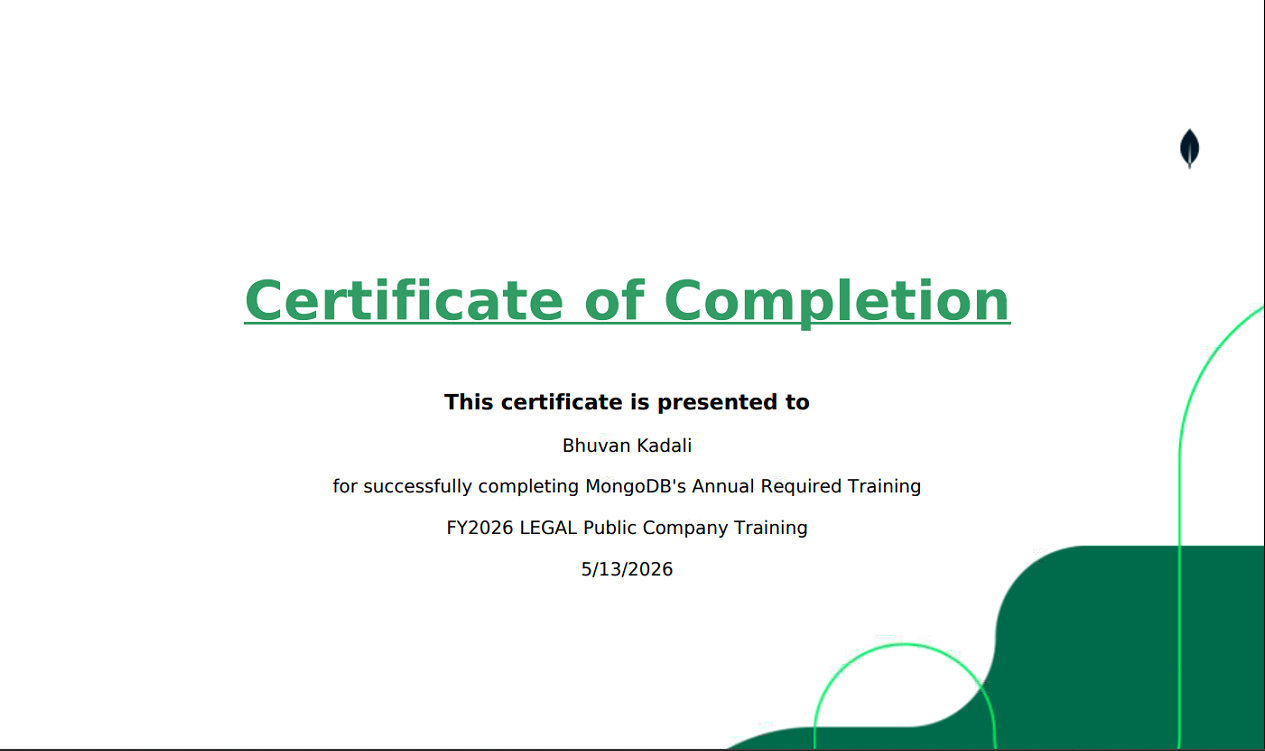 Certificate of Completion
This certificate is presented to
Bhuvan Kadali
for successfully completing MongoDB's Annual Required Training
FY2026 LEGAL Public Company Training
5/13/2026